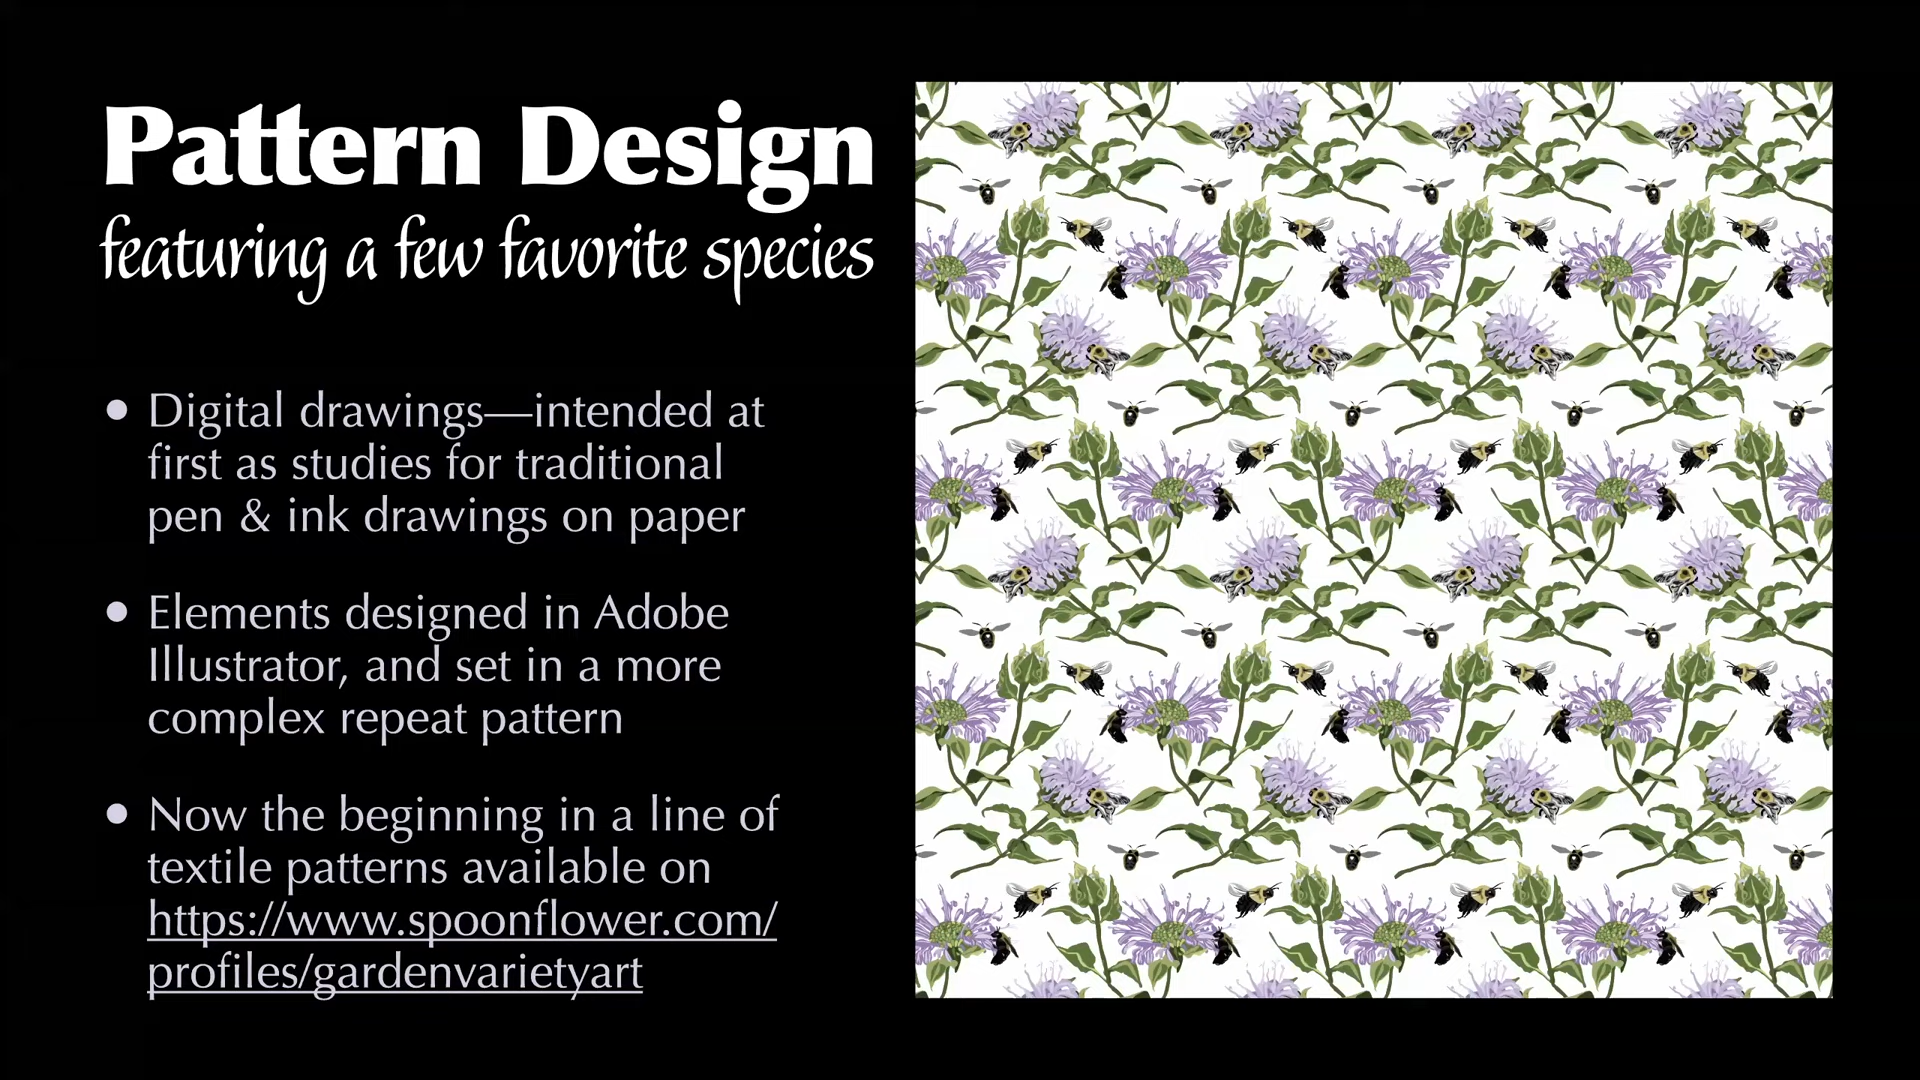 Pattern Design
featuring a few favorite species
• Digital drawings—intended at
first as studies for traditional
pen & ink drawings on paper
• Elements designed in Adobe
Illustrator, and set in a more
complex repeat pattern
• Now the beginning in a line of
textile patterns available on
https://www.spoonflower.com/
profiles/gardenvarietyart